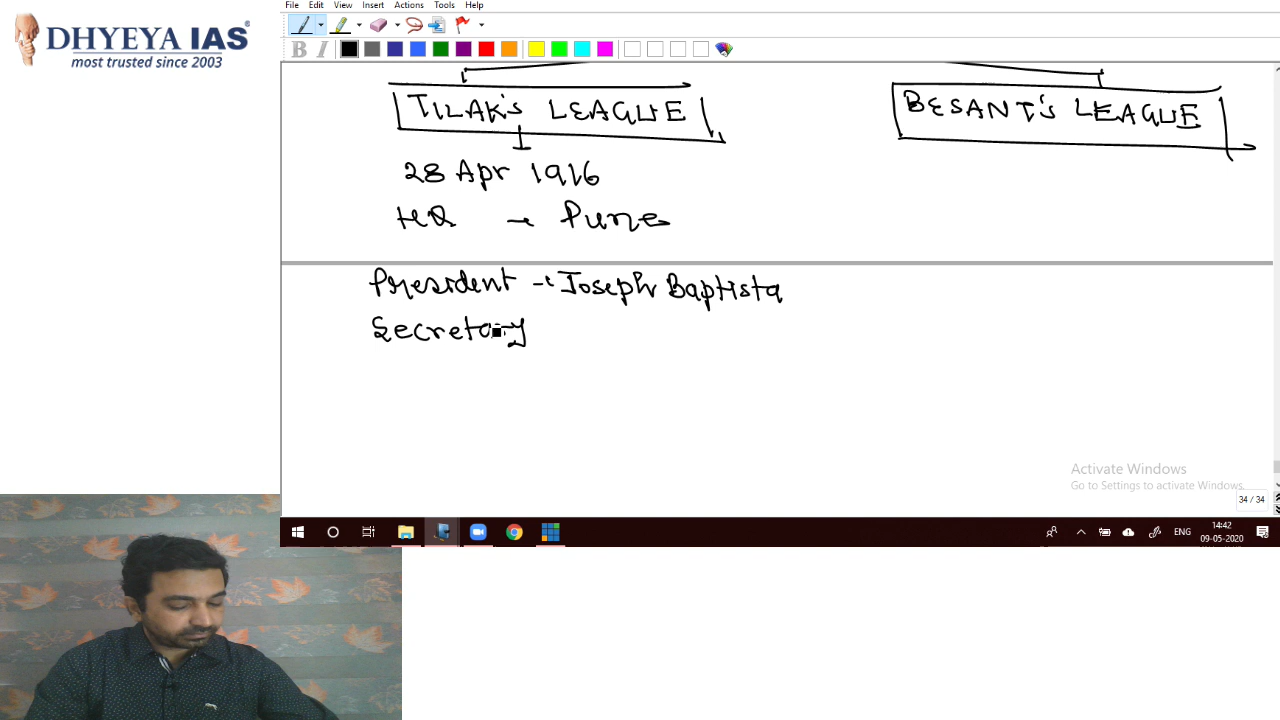 DHYEYA IAS®
most trusted since 2003
File Edit View Insert Actions Tools Help
B I
TILAK'S LEAGUE
BESANT'S LEAGUE
28 Apr 1916
HQ → Pune
President → Joseph Baptista
Secretary
Activate Windows
Go to Settings to activate Windows.
34 / 34
ENG
14:42
09-05-2020